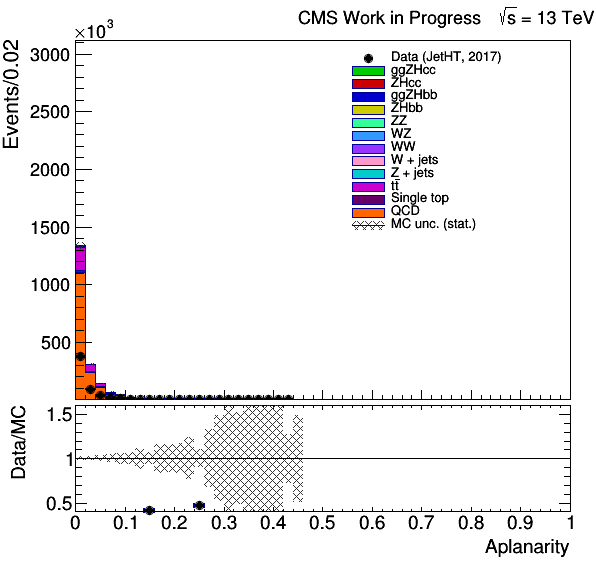 CMS Work in Progress √s = 13 TeV
×10³
Events/0.02
3000
2500
2000
1500
1000
500
Data (JetHT, 2017)
ggZHcc
ZHcc
ggZHbb
ZHbb
ZZ
WZ
WW
W + jets
Z + jets
tt̄
Single top
QCD
MC unc. (stat.)
Data/MC
1.5
1
0.5
0 0.1 0.2 0.3 0.4 0.5 0.6 0.7 0.8 0.9 1
Aplanarity